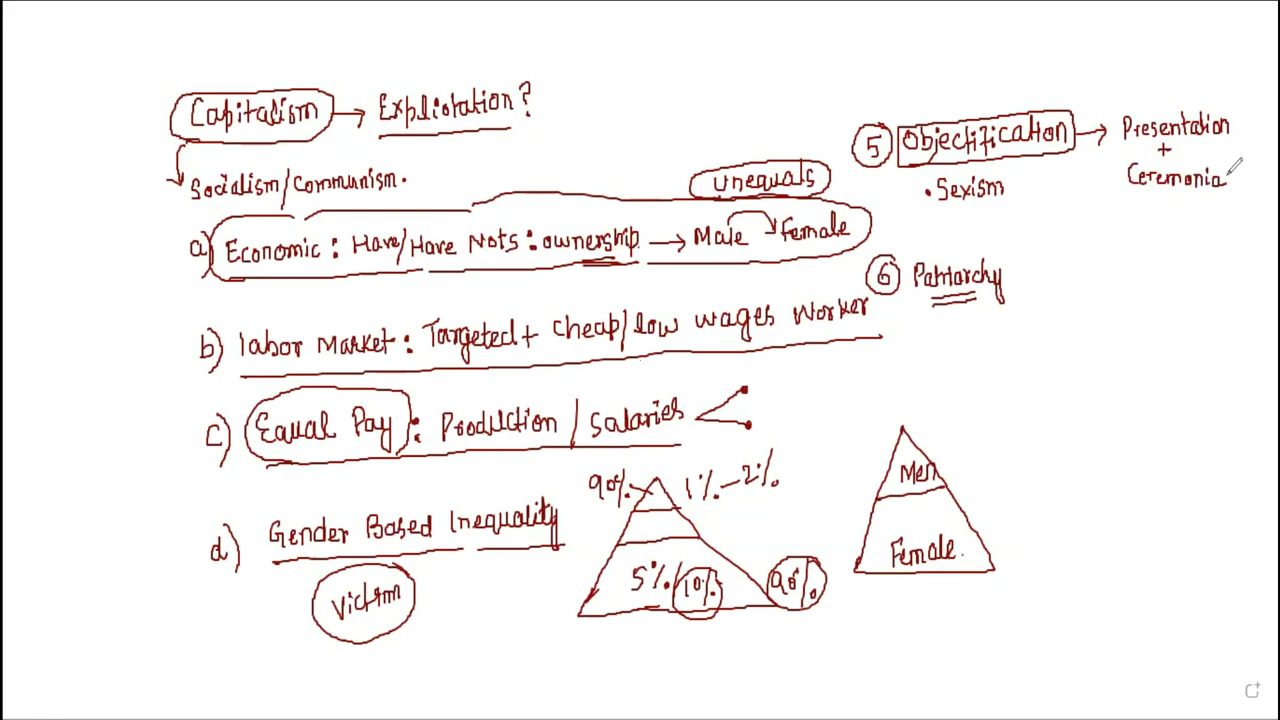 Capitalism → Expliotation?
Socialism/Communism.
unequals
a) Economic : Have/Have Nots : ownership → Male Female
b) labor Market : Targeted + Cheap/low wages Worker
c) Equal Pay : Production / Salaries
d) Gender Based Inequality
Victim
90% 1% - 2%
5% / 10% 90%
5 Objectification → Presentation
+
Ceremonia
• Sexism
6 Patriarchy
Men
Female.